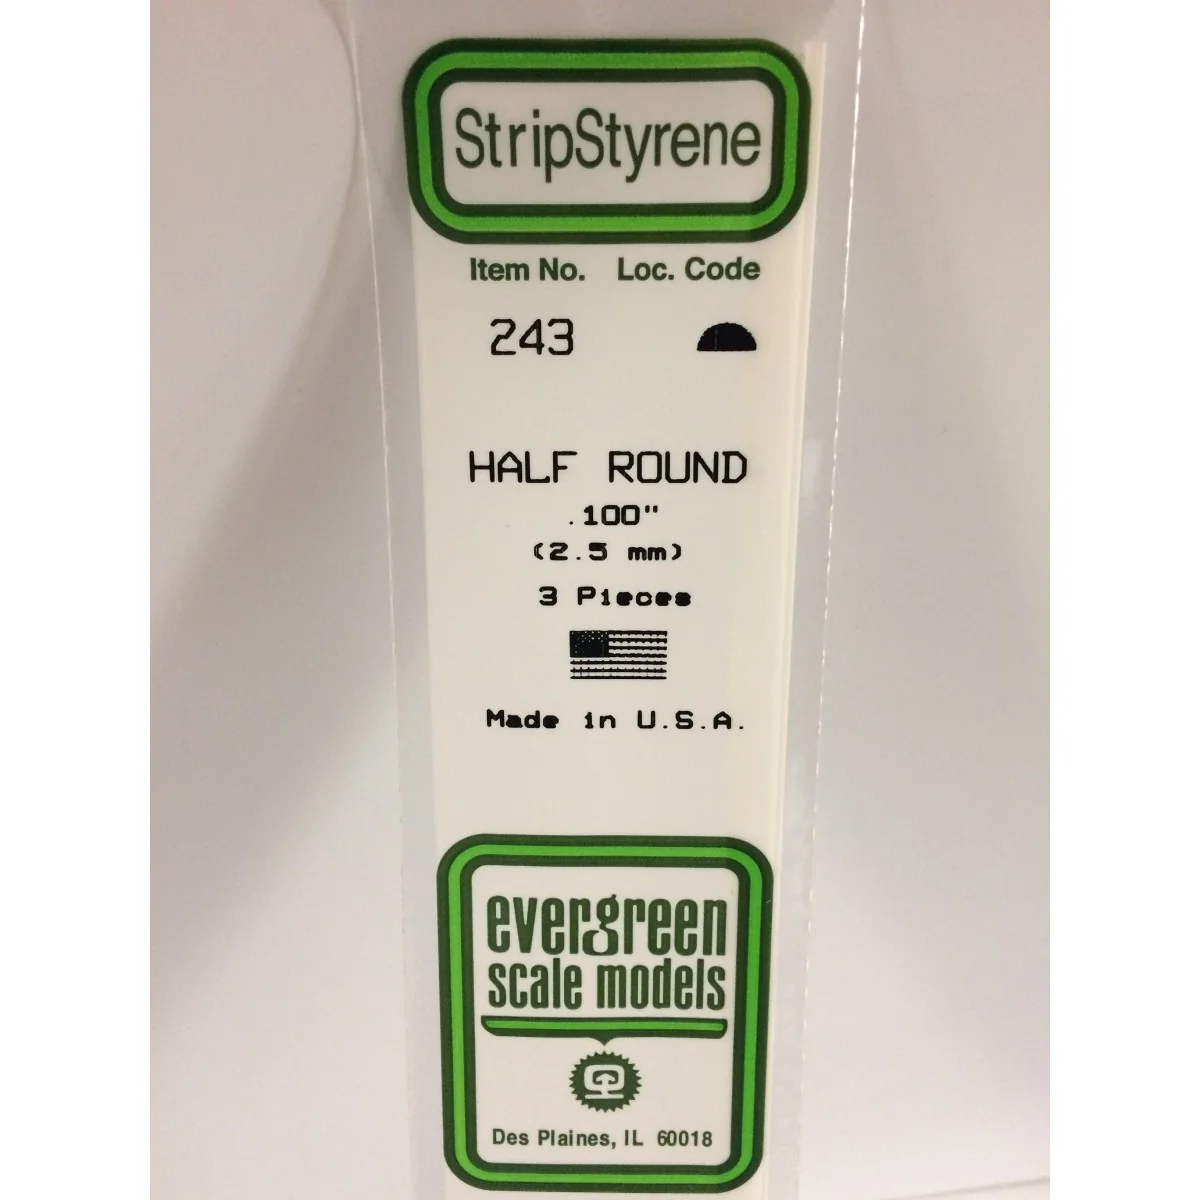 StripStyrene
Item No. Loc. Code
243
HALF ROUND
.100"
(2.5 mm)
3 Pieces
Made in U.S.A.
evergreen
scale models
Des Plaines, IL 60018